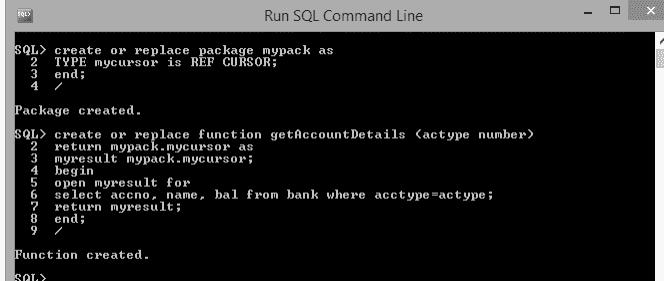 Run SQL Command Line
SQL> create or replace package mypack as
2 TYPE mycursor is REF CURSOR;
3 end;
4 /
Package created.
SQL> create or replace function getAccountDetails (actype number)
2 return mypack.mycursor as
3 myresult mypack.mycursor;
4 begin
5 open myresult for
6 select accno, name, bal from bank where acctype=actype;
7 return myresult;
8 end;
9 /
Function created.
SQL>